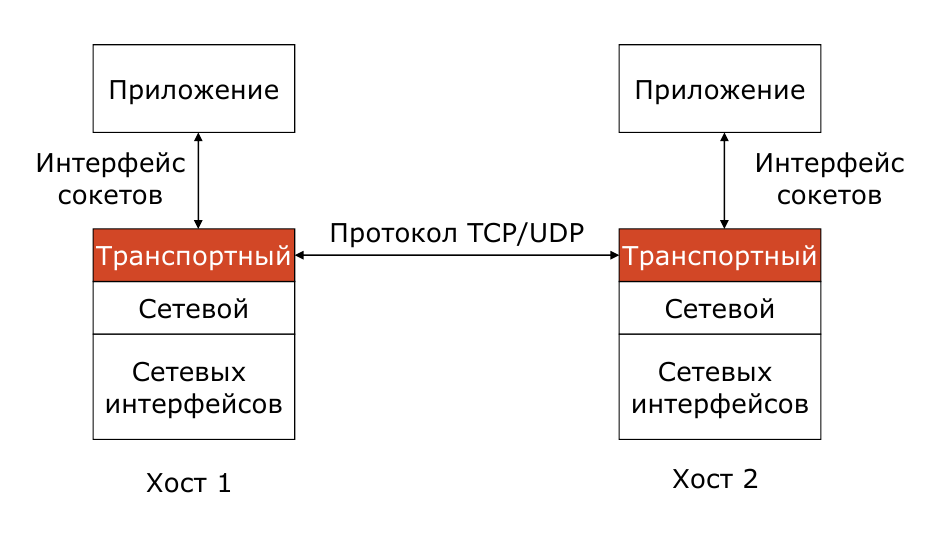 Приложение
Приложение
Интерфейс
сокетов
Интерфейс
сокетов
Протокол TCP/UDP
Транспортный
Транспортный
Сетевой
Сетевой
Сетевых
интерфейсов
Сетевых
интерфейсов
Хост 1
Хост 2